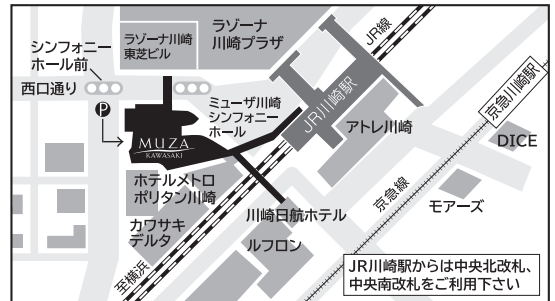 ラゾーナ川崎
東芝ビル
ラゾーナ
川崎プラザ
JR線
シンフォニー
ホール前
西口通り
P
ミューザ川崎
シンフォニー
ホール
MUZA
KAWASAKI
JR川崎駅
アトレ川崎
京急川崎駅
DICE
ホテルメトロ
ポリタン川崎
カワサキ
デルタ
川崎日航ホテル
ルフロン
京急線
モアーズ
至横浜
JR川崎駅からは中央北改札、
中央南改札をご利用下さい